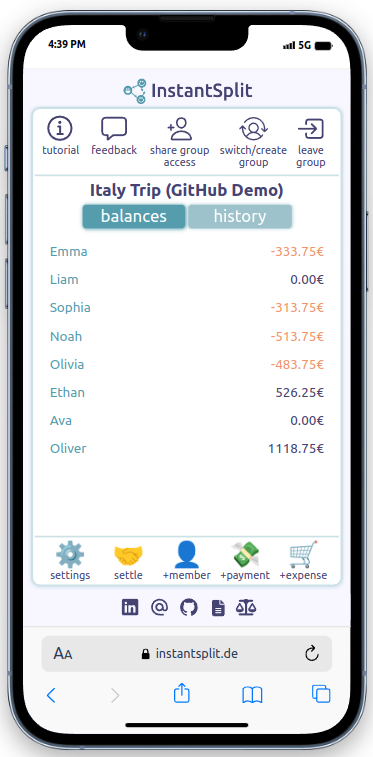 4:39 PM 5G
InstantSplit
tutorial feedback share group access switch/create group leave group
Italy Trip (GitHub Demo)
balances history
Emma -333.75€
Liam 0.00€
Sophia -313.75€
Noah -513.75€
Olivia -483.75€
Ethan 526.25€
Ava 0.00€
Oliver 1118.75€
settings settle +member +payment +expense
in @
AA instantsplit.de